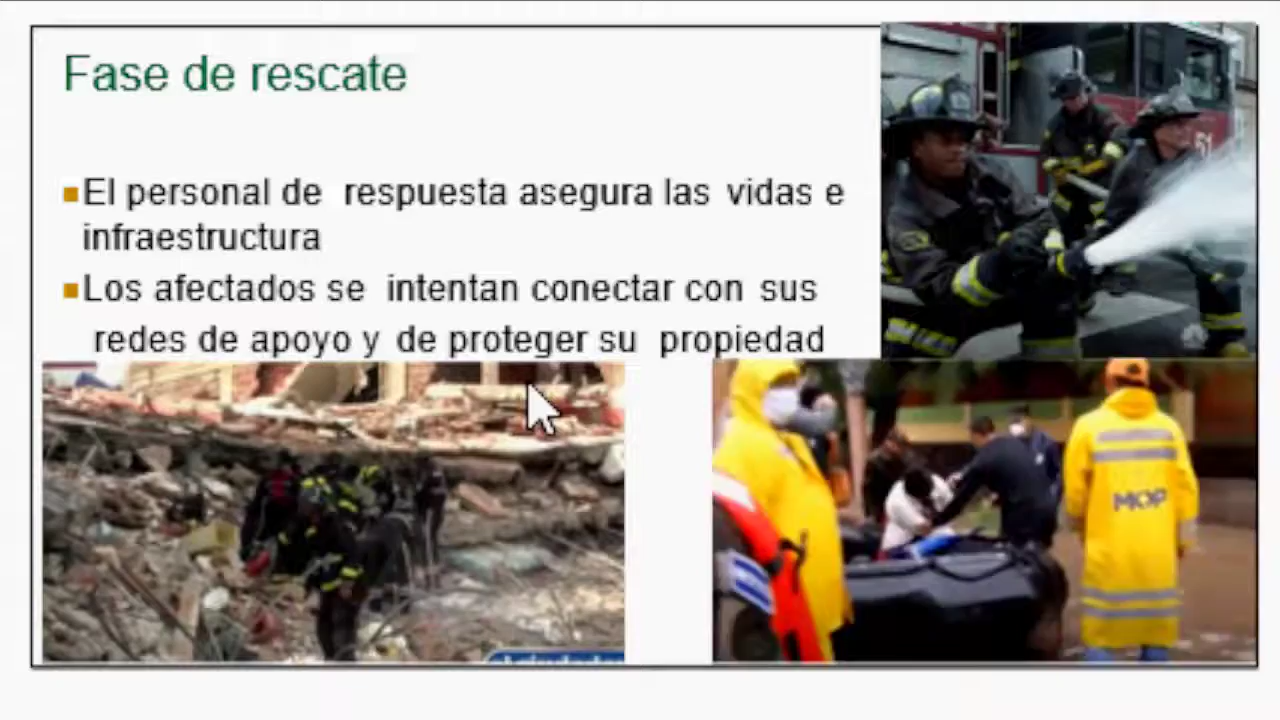 Fase de rescate
El personal de respuesta asegura las vidas e
infraestructura
Los afectados se intentan conectar con sus
redes de apoyo y de proteger su propiedad
51
MOP